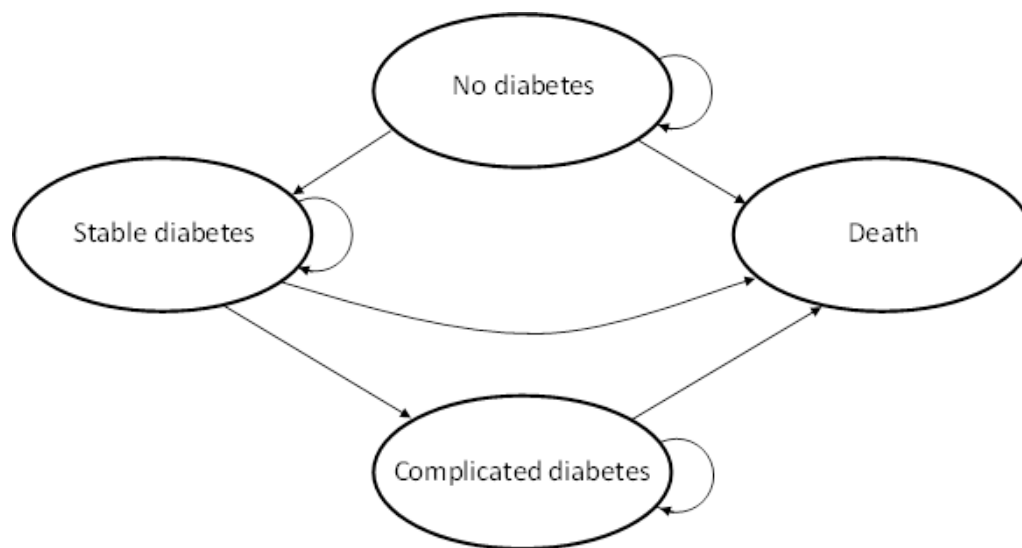 No diabetes
Stable diabetes
Death
Complicated diabetes